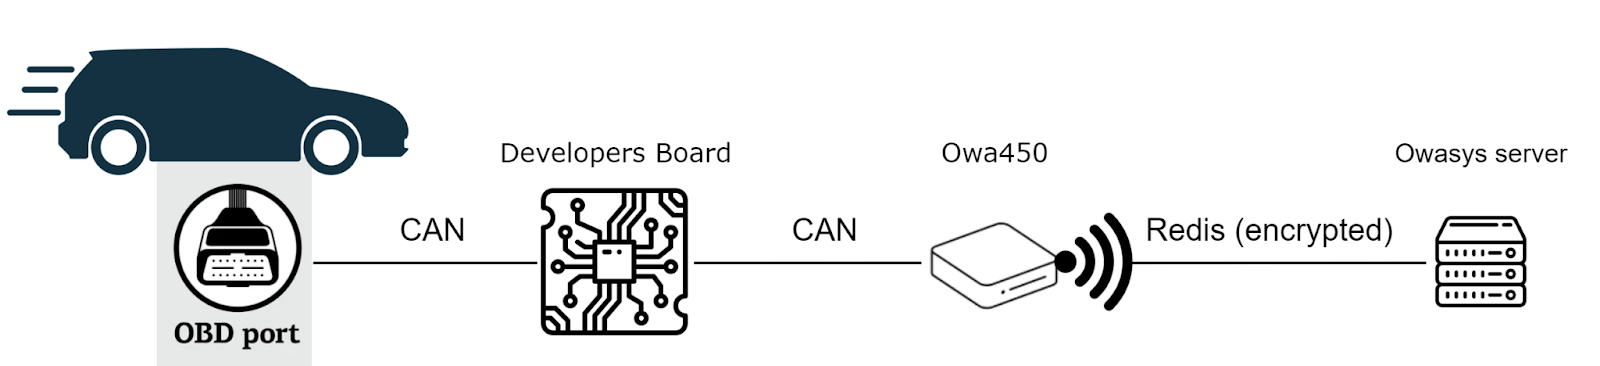 Developers Board
Owa450
Owasys server
CAN
CAN
Redis (encrypted)
OBD port